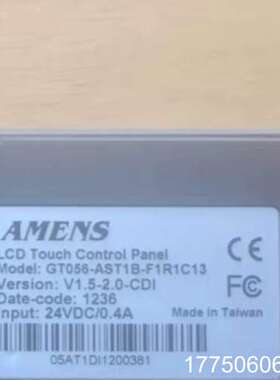 AMENS
LCD Touch Control Panel
Model: GT056-AST1B-F1R1C13
Version: V1.5-2.0-CDI
Date-code: 1236
Input: 24VDC/0.4A
CE
FC
Made in Taiwan
05AT1DI1200381
17750606